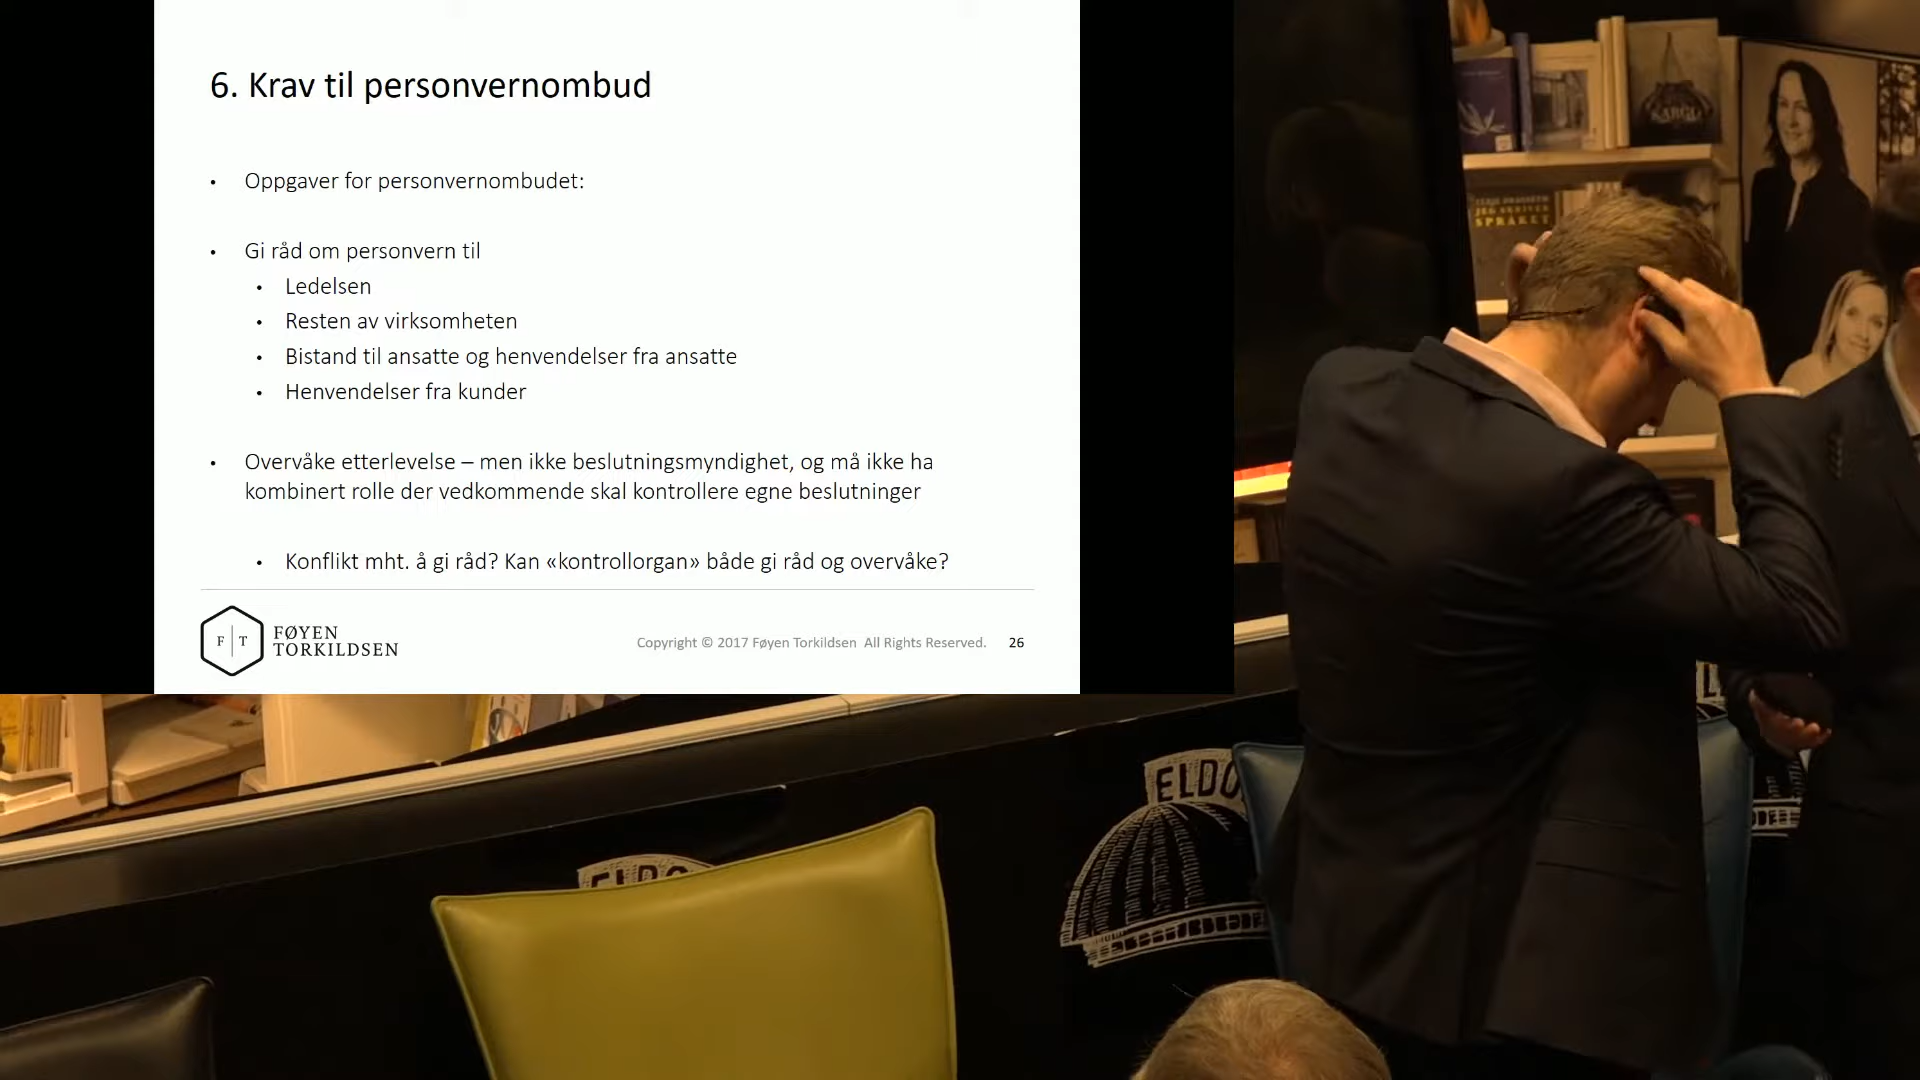 6. Krav til personvernombud
• Oppgaver for personvernombudet:
• Gi råd om personvern til
• Ledelsen
• Resten av virksomheten
• Bistand til ansatte og henvendelser fra ansatte
• Henvendelser fra kunder
• Overvåke etterlevelse – men ikke beslutningsmyndighet, og må ikke ha
kombinert rolle der vedkommende skal kontrollere egne beslutninger
• Konflikt mht. å gi råd? Kan «kontrollorgan» både gi råd og overvåke?
F T
FØYEN
TORKILDSEN
Copyright © 2017 Føyen Torkildsen All Rights Reserved. 26
JEG SKRIVER
SPRÅKET
ELDO